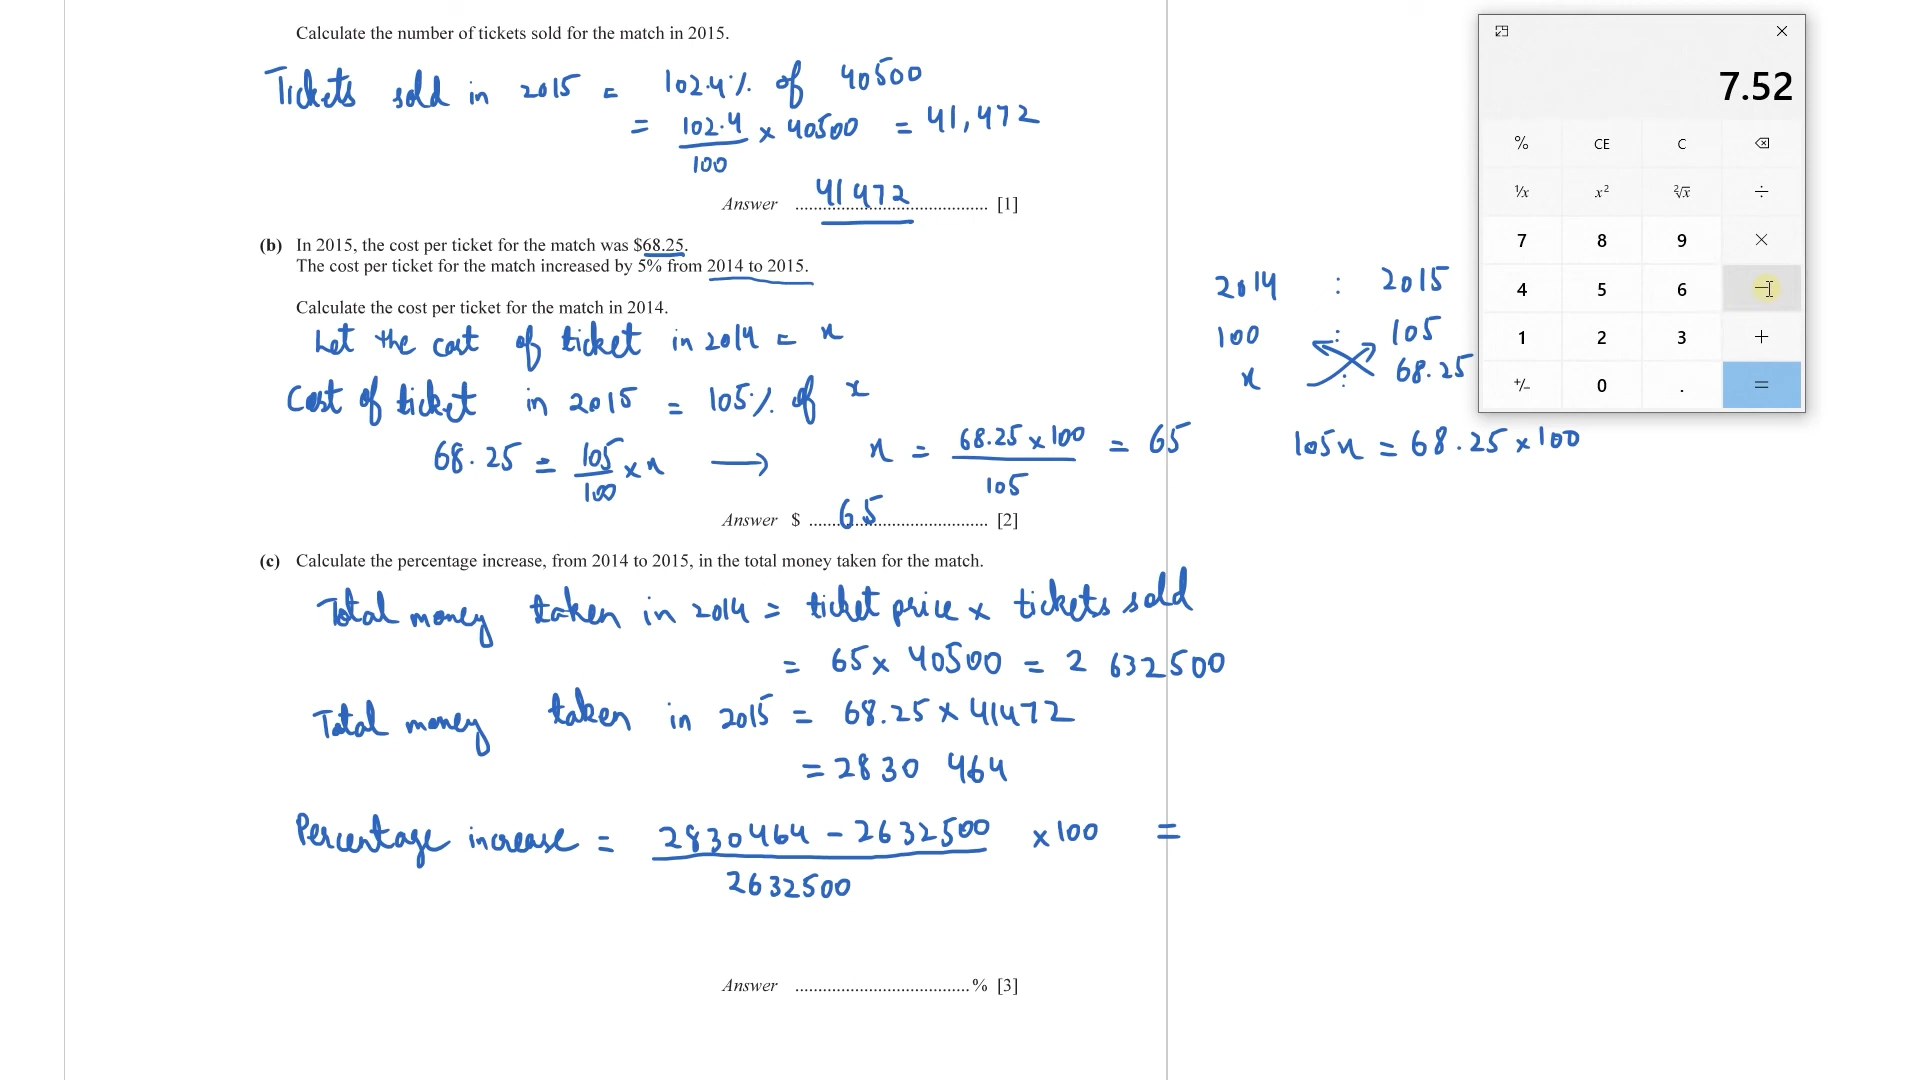 Calculate the number of tickets sold for the match in 2015.
Tickets sold in 2015 = 102.4% of 40500
= 102.4/100 × 40500 = 41,472
Answer 41472 [1]
(b) In 2015, the cost per ticket for the match was $68.25.
The cost per ticket for the match increased by 5% from 2014 to 2015.
Calculate the cost per ticket for the match in 2014.
Let the cost of ticket in 2014 = x
Cost of ticket in 2015 = 105% of x
68.25 = 105/100 × x → x = 68.25 × 100 / 105 = 65
Answer $ 65 [2]
(c) Calculate the percentage increase, from 2014 to 2015, in the total money taken for the match.
Total money taken in 2014 = ticket price × tickets sold
= 65 × 40500 = 2 632500
Total money taken in 2015 = 68.25 × 41472
= 2830 464
Percentage increase = 2830464 - 2632500 / 2632500 × 100 =
Answer ...................................... % [3]
2014 : 2015
100 : 105
x : 68.25
105x = 68.25 × 100
7.52
% CE C ⌫
1/x x² ²√x ÷
7 8 9 ×
4 5 6 −
1 2 3 +
+/- 0 . =